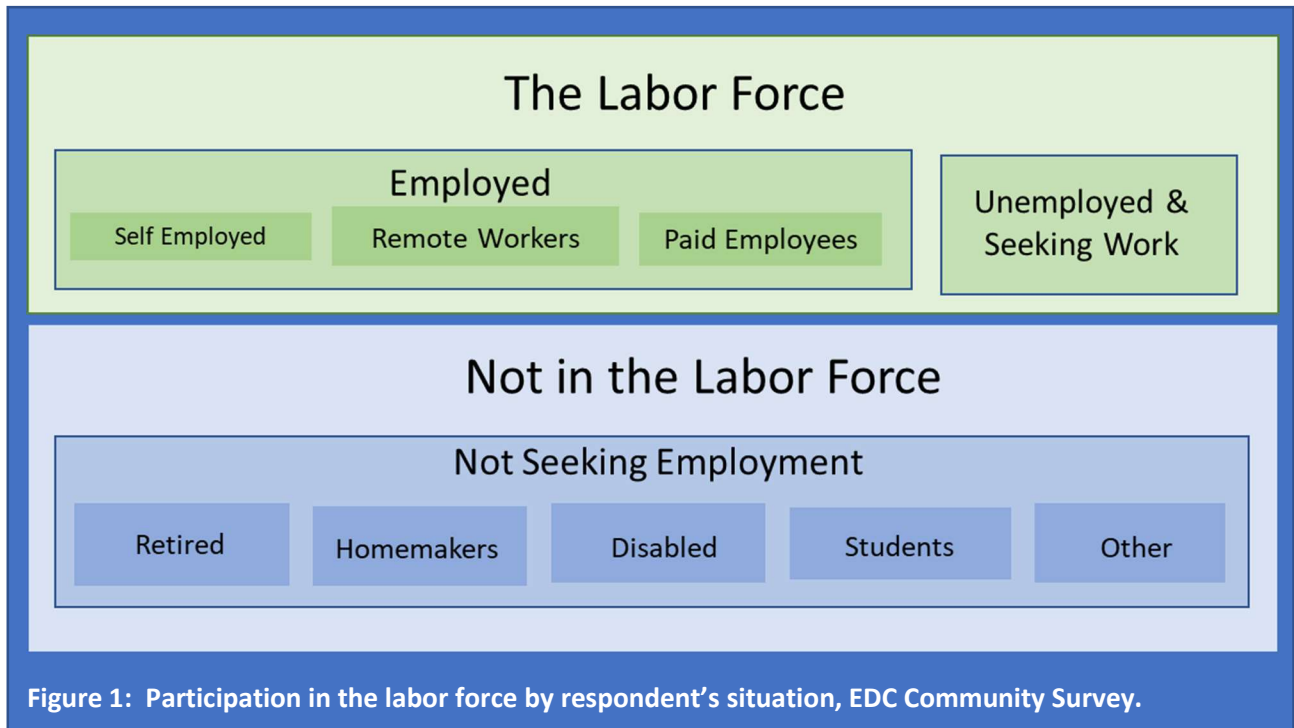 The Labor Force
Employed
Self Employed
Remote Workers
Paid Employees
Unemployed &
Seeking Work
Not in the Labor Force
Not Seeking Employment
Retired
Homemakers
Disabled
Students
Other
Figure 1:  Participation in the labor force by respondent’s situation, EDC Community Survey.